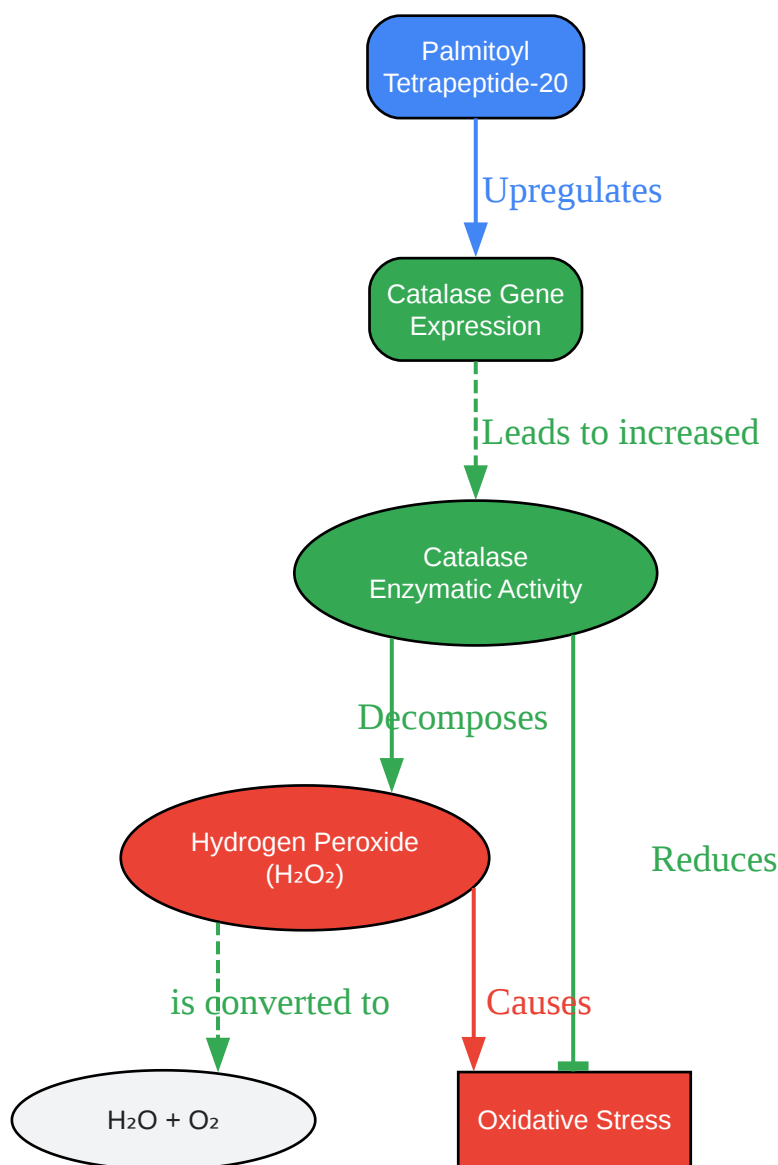 Palmitoyl
Tetrapeptide-20
Upregulates
Catalase Gene
Expression
Leads to increased
Catalase
Enzymatic Activity
Decomposes
Hydrogen Peroxide
(H₂O₂)
Reduces
is converted to
Causes
H₂O + O₂
Oxidative Stress